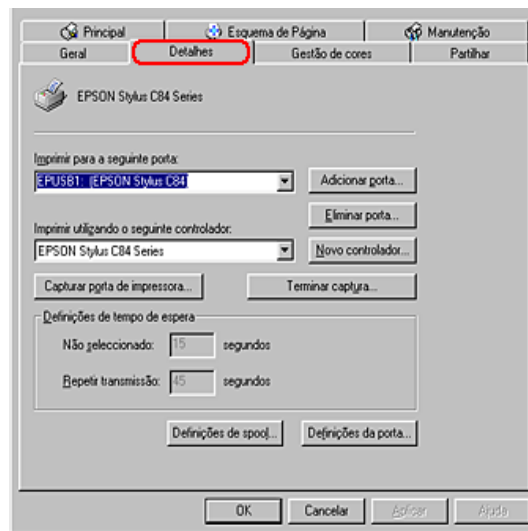 Principal Esquema de Página Manutenção
Geral Detalhes Gestão de cores Partilhar
EPSON Stylus C84 Series
Imprimir para a seguinte porta:
EPUSB1: (EPSON Stylus C84)
Adicionar porta...
Eliminar porta...
Imprimir utilizando o seguinte controlador:
EPSON Stylus C84 Series
Novo controlador...
Capturar porta de impressora... Terminar captura...
Definições de tempo de espera
Não seleccionado: 15 segundos
Repetir transmissão: 45 segundos
Definições de spool... Definições da porta...
OK Cancelar Aplicar Ajuda